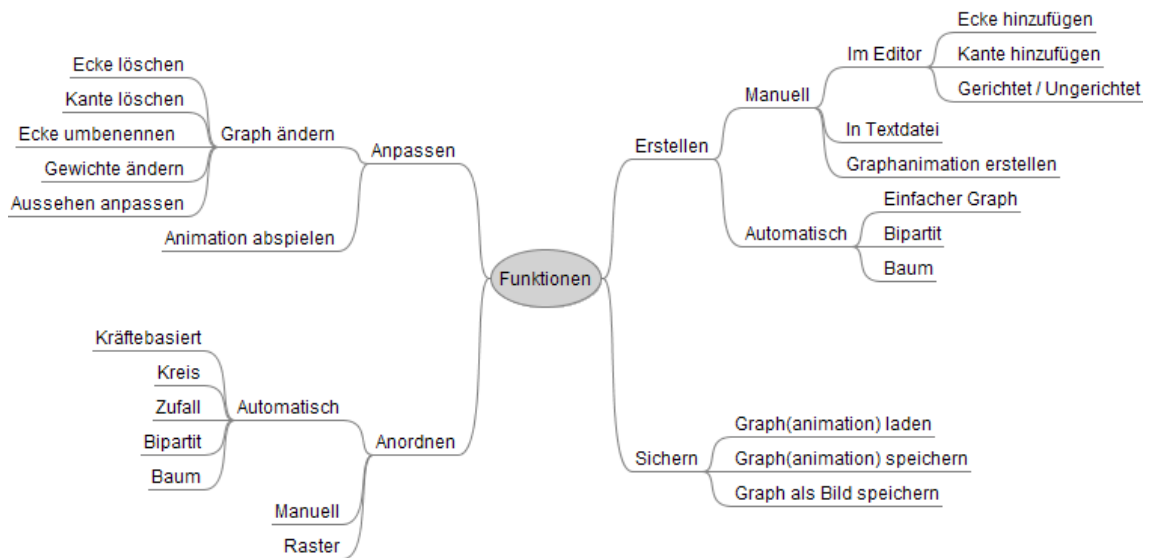 Funktionen
Erstellen
Manuell
Im Editor
Ecke hinzufügen
Kante hinzufügen
Gerichtet / Ungerichtet
In Textdatei
Graphanimation erstellen
Automatisch
Einfacher Graph
Bipartit
Baum
Sichern
Graph(animation) laden
Graph(animation) speichern
Graph als Bild speichern
Anpassen
Graph ändern
Ecke löschen
Kante löschen
Ecke umbenennen
Gewichte ändern
Aussehen anpassen
Animation abspielen
Anordnen
Automatisch
Kräftebasiert
Kreis
Zufall
Bipartit
Baum
Manuell
Raster